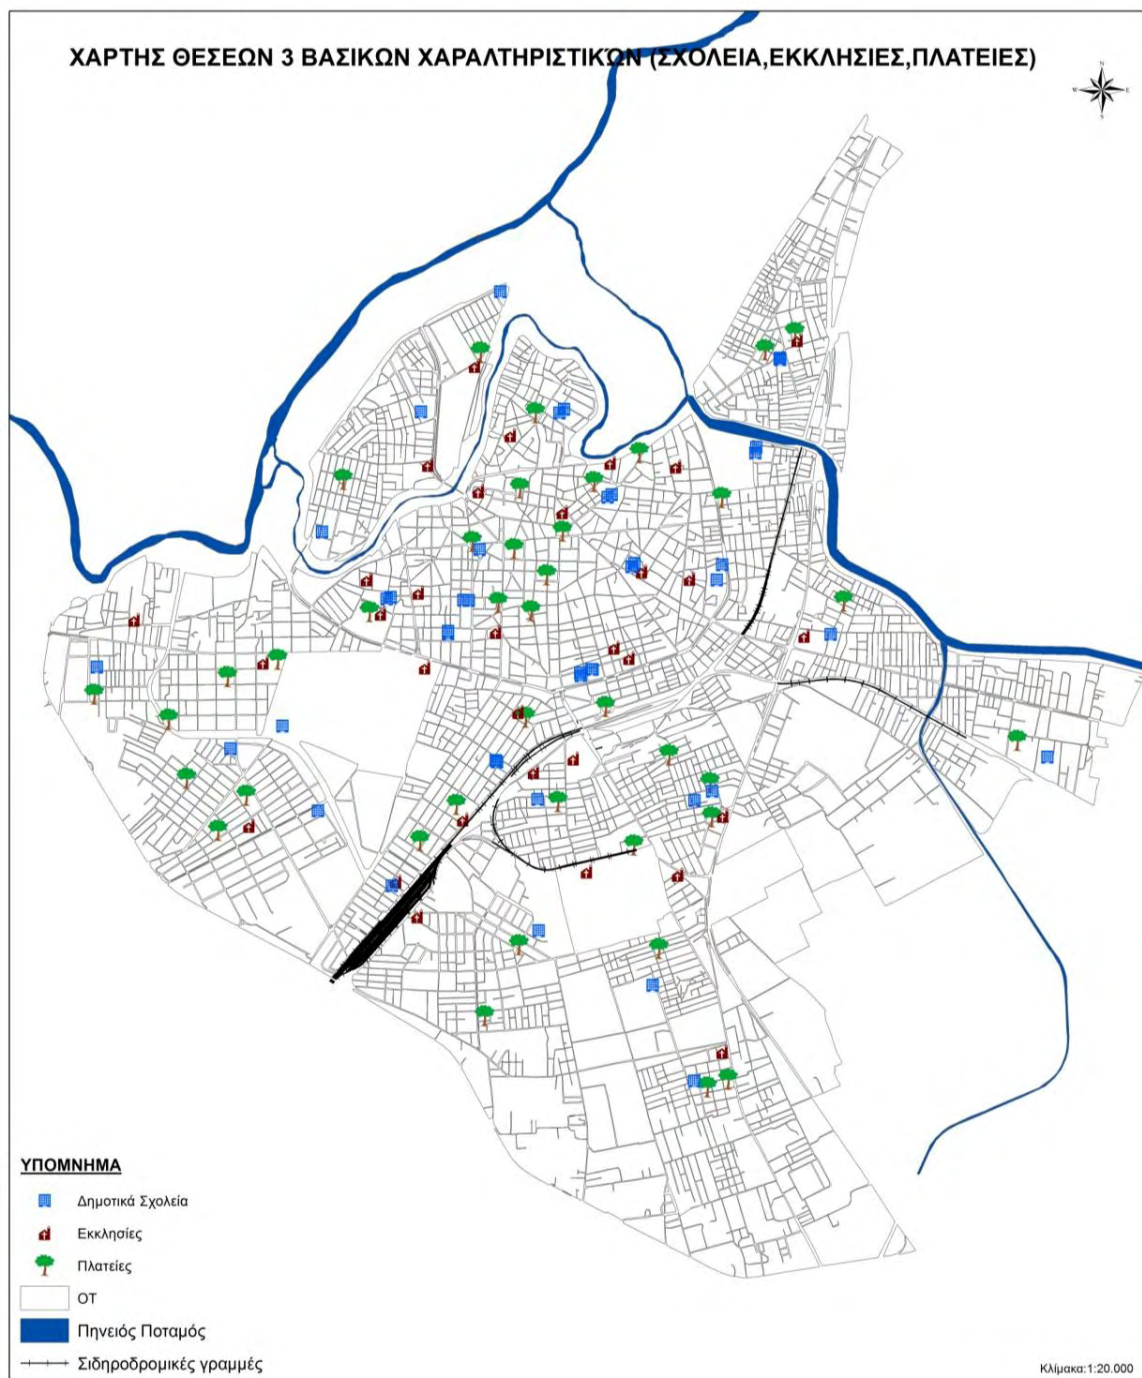 ΧΑΡΤΗΣ ΘΕΣΕΩΝ 3 ΒΑΣΙΚΩΝ ΧΑΡΑΛΤΗΡΙΣΤΙΚΩΝ (ΣΧΟΛΕΙΑ,ΕΚΚΛΗΣΙΕΣ,ΠΛΑΤΕΙΕΣ)
N
W E
S
ΥΠΟΜΝΗΜΑ
Δημοτικά Σχολεία
Εκκλησίες
Πλατείες
ΟΤ
Πηνειός Ποταμός
Σιδηροδρομικές γραμμές
Κλίμακα:1:20.000